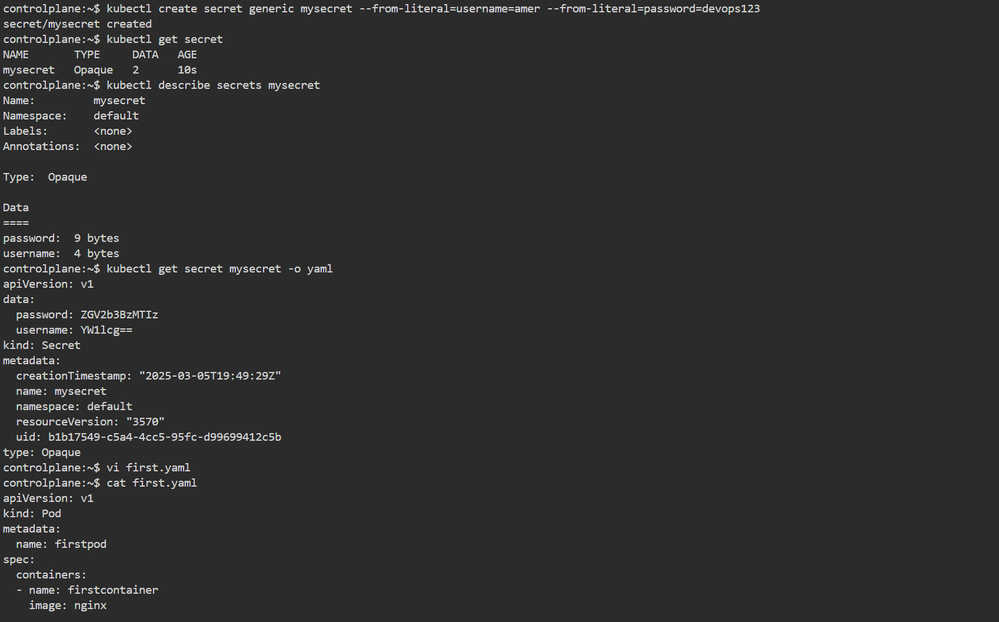 controlplane:~$ kubectl create secret generic mysecret --from-literal=username=amer --from-literal=password=devops123
secret/mysecret created
controlplane:~$ kubectl get secret
NAME       TYPE     DATA   AGE
mysecret   Opaque   2      10s
controlplane:~$ kubectl describe secrets mysecret
Name:         mysecret
Namespace:    default
Labels:       <none>
Annotations:  <none>

Type:  Opaque

Data
====
password:  9 bytes
username:  4 bytes
controlplane:~$ kubectl get secret mysecret -o yaml
apiVersion: v1
data:
  password: ZGV2b3BzMTIz
  username: YW1lcg==
kind: Secret
metadata:
  creationTimestamp: "2025-03-05T19:49:29Z"
  name: mysecret
  namespace: default
  resourceVersion: "3570"
  uid: b1b17549-c5a4-4cc5-95fc-d99699412c5b
type: Opaque
controlplane:~$ vi first.yaml
controlplane:~$ cat first.yaml
apiVersion: v1
kind: Pod
metadata:
  name: firstpod
spec:
  containers:
  - name: firstcontainer
    image: nginx